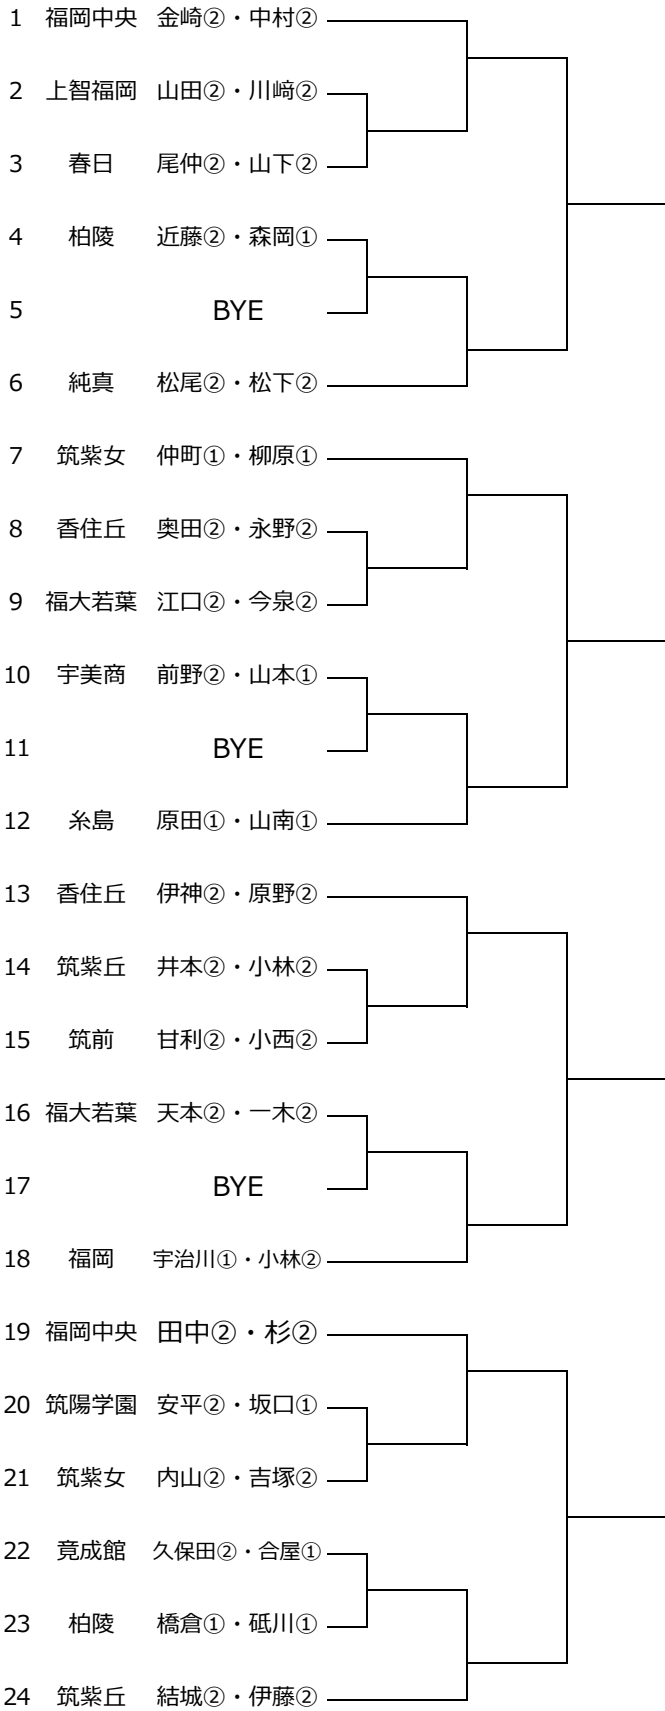 1 福岡中央 金崎②・中村②
2 上智福岡 山田②・川﨑②
3 春日 尾仲②・山下②
4 柏陵 近藤②・森岡①
5 BYE
6 純真 松尾②・松下②
7 筑紫女 仲町①・柳原①
8 香住丘 奥田②・永野②
9 福大若葉 江口②・今泉②
10 宇美商 前野②・山本①
11 BYE
12 糸島 原田①・山南①
13 香住丘 伊神②・原野②
14 筑紫丘 井本②・小林②
15 筑前 甘利②・小西②
16 福大若葉 天本②・一木②
17 BYE
18 福岡 宇治川①・小林②
19 福岡中央 田中②・杉②
20 筑陽学園 安平②・坂口①
21 筑紫女 内山②・吉塚②
22 竟成館 久保田②・合屋①
23 柏陵 橋倉①・砥川①
24 筑紫丘 結城②・伊藤②